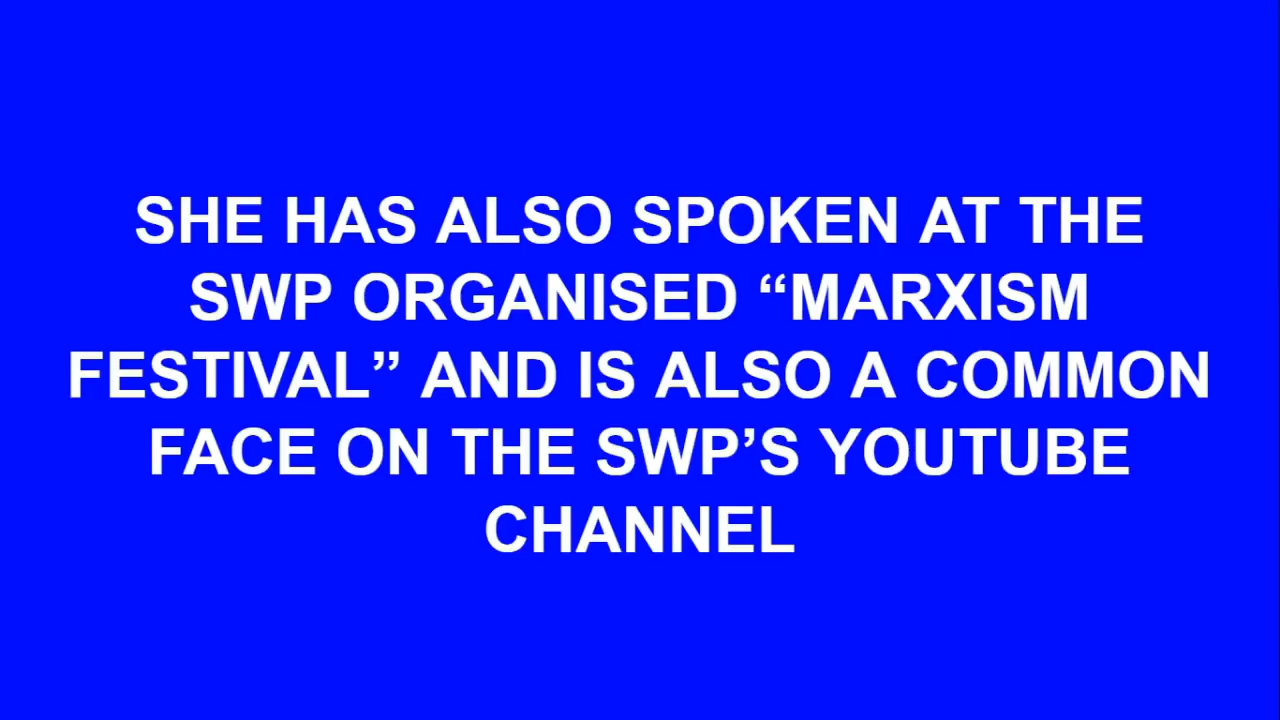 SHE HAS ALSO SPOKEN AT THE
SWP ORGANISED “MARXISM
FESTIVAL” AND IS ALSO A COMMON
FACE ON THE SWP’S YOUTUBE
CHANNEL